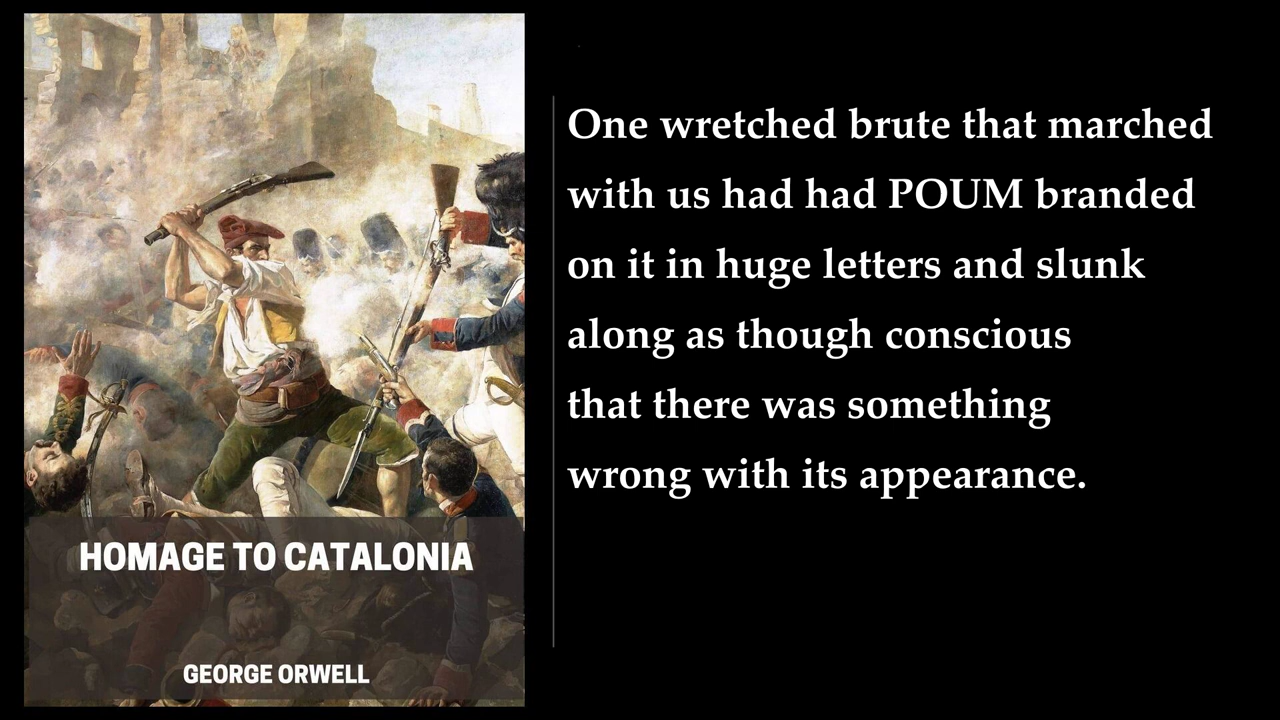 HOMAGE TO CATALONIA
GEORGE ORWELL
One wretched brute that marched
with us had had POUM branded
on it in huge letters and slunk
along as though conscious
that there was something
wrong with its appearance.